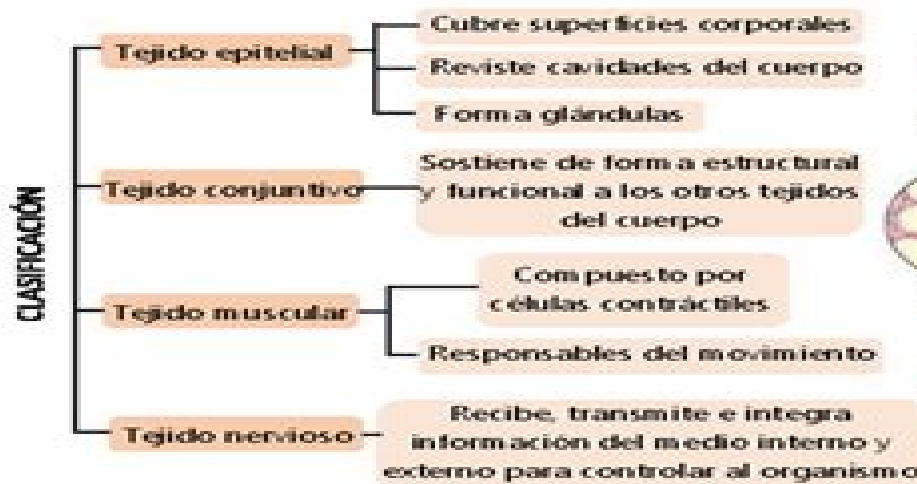 CLASIFICACIÓN
Tejido epitelial
Cubre superficies corporales
Reviste cavidades del cuerpo
Forma glándulas
Tejido conjuntivo
Sostiene de forma estructural
y funcional a los otros tejidos
del cuerpo
Tejido muscular
Compuesto por
células contráctiles
Responsables del movimiento
Tejido nervioso
Recibe, transmite e integra
información del medio interno y
externo para controlar al organismo